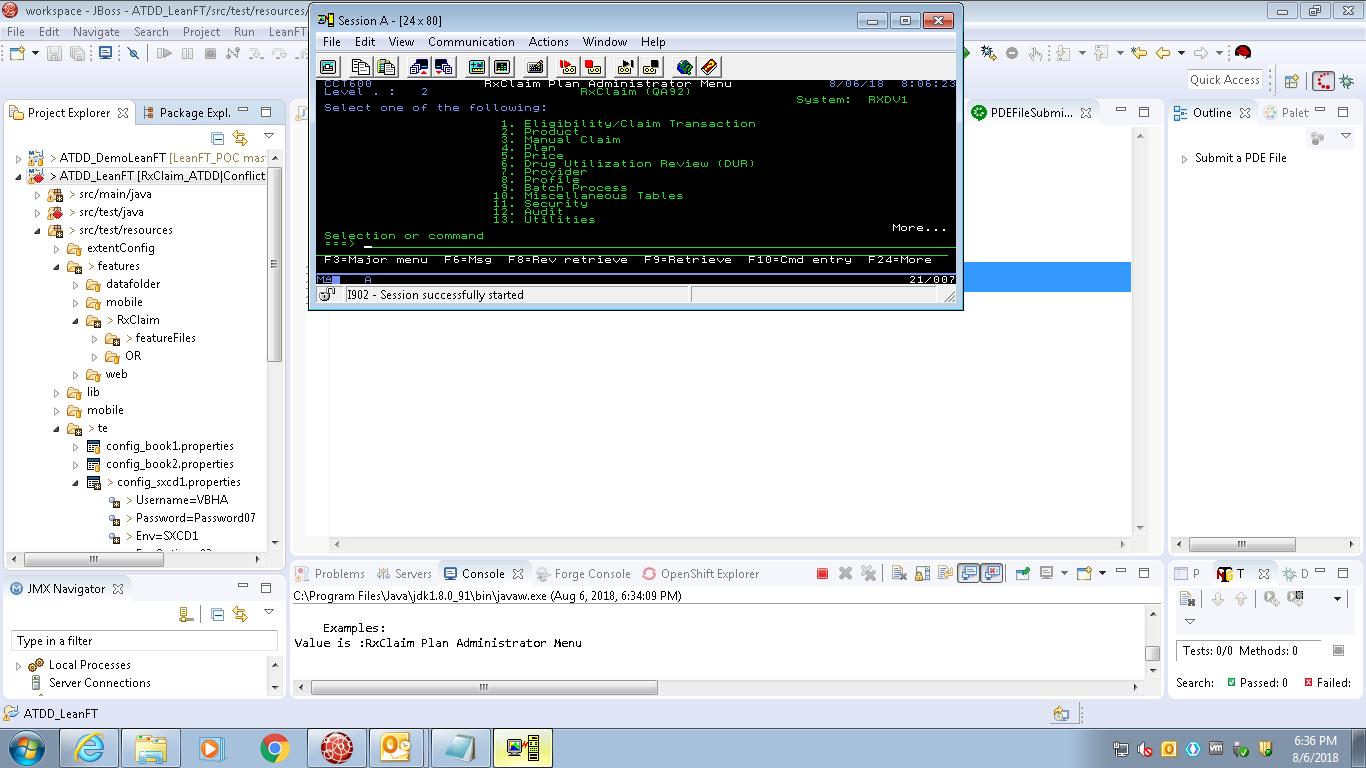 workspace - JBoss - ATDD_LeanFT/src/test/resources/
File Edit Navigate Search Project Run LeanFT
Quick Access
Project Explorer
Package Expl.
> ATDD_DemoLeanFT [LeanFT_POC mas
> ATDD_LeanFT [RxClaim_ATDD|Conflict
> src/main/java
> src/test/java
> src/test/resources
extentConfig
> features
datafolder
mobile
> RxClaim
> featureFiles
OR
web
lib
mobile
> te
config_book1.properties
config_book2.properties
> config_sxcd1.properties
> Username=VBHA
> Password=Password07
> Env=SXCD1
JMX Navigator
Type in a filter
Local Processes
Server Connections
Session A - [24 x 80]
File Edit View Communication Actions Window Help
CCT600 RxClaim Plan Administrator Menu 8/06/18 8:06:23
Level . : 2 RxClaim (QA92)
System: RXDV1
Select one of the following:
1. Eligibility/Claim Transaction
2. Product
3. Manual Claim
4. Plan
5. Price
6. Drug Utilization Review (DUR)
7. Provider
8. Profile
9. Batch Process
10. Miscellaneous Tables
11. Security
12. Audit
13. Utilities
More...
Selection or command
===>
F3=Major menu F6=Msg F8=Rev retrieve F9=Retrieve F10=Cmd entry F24=More
MA A 21/007
I902 - Session successfully started
PDEFileSubmi...
Outline
Palet
Submit a PDE File
Problems Servers Console Forge Console OpenShift Explorer
C:\Program Files\Java\jdk1.8.0_91\bin\javaw.exe (Aug 6, 2018, 6:34:09 PM)
Examples:
Value is :RxClaim Plan Administrator Menu
P T D
Tests: 0/0 Methods: 0
Search: Passed: 0 Failed:
ATDD_LeanFT
6:36 PM
8/6/2018